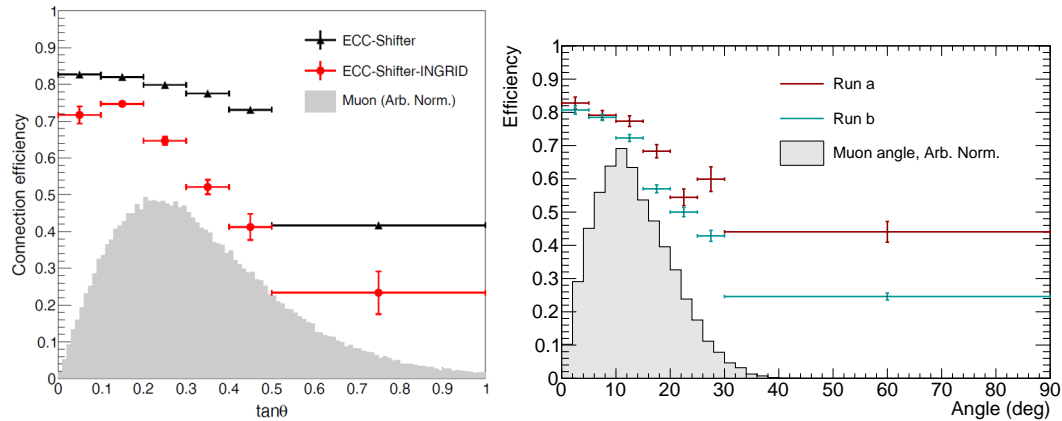 1
0.9
0.8
0.7
0.6
0.5
0.4
0.3
0.2
0.1
0
Connection efficiency
ECC-Shifter
ECC-Shifter-INGRID
Muon (Arb. Norm.)
0 0.1 0.2 0.3 0.4 0.5 0.6 0.7 0.8 0.9 1
tanθ
1
0.9
0.8
0.7
0.6
0.5
0.4
0.3
0.2
0.1
0
Efficiency
Run a
Run b
Muon angle, Arb. Norm.
0 10 20 30 40 50 60 70 80 90
Angle (deg)